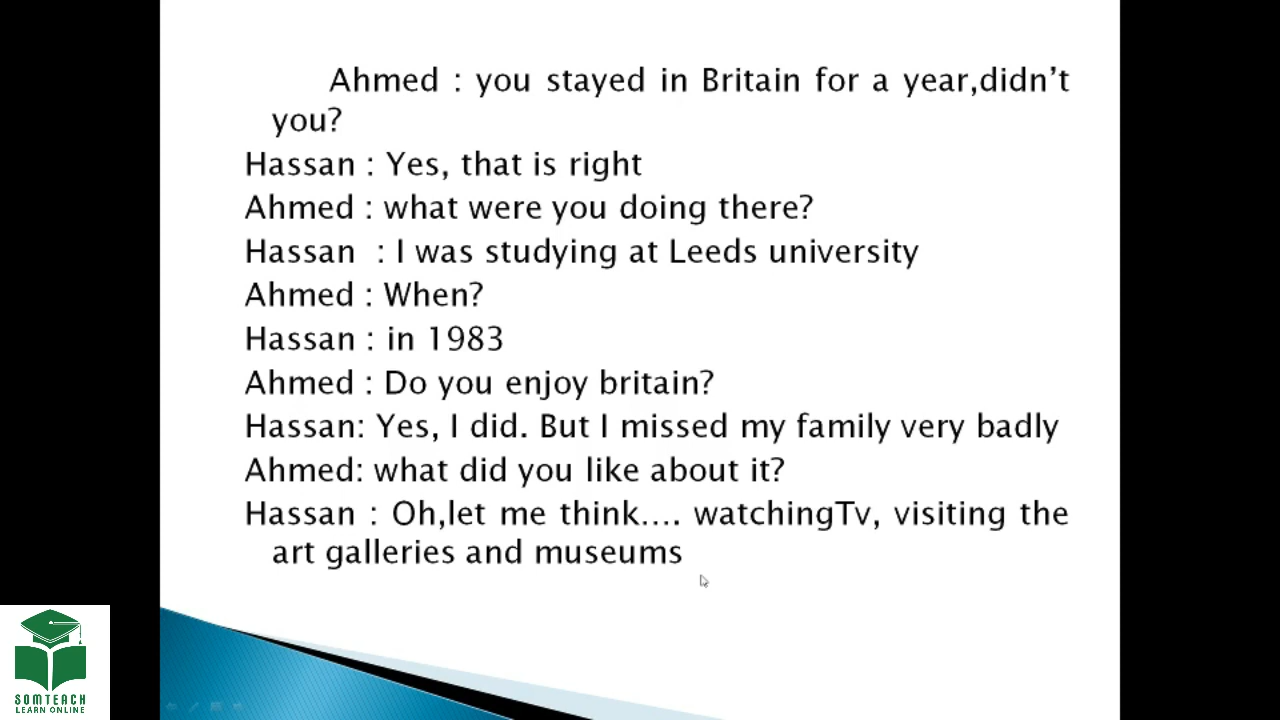 Ahmed : you stayed in Britain for a year,didn't
you?
Hassan : Yes, that is right
Ahmed : what were you doing there?
Hassan  : I was studying at Leeds university
Ahmed : When?
Hassan : in 1983
Ahmed : Do you enjoy britain?
Hassan: Yes, I did. But I missed my family very badly
Ahmed: what did you like about it?
Hassan : Oh,let me think.... watchingTv, visiting the
art galleries and museums
SOMTEACH
LEARN ONLINE